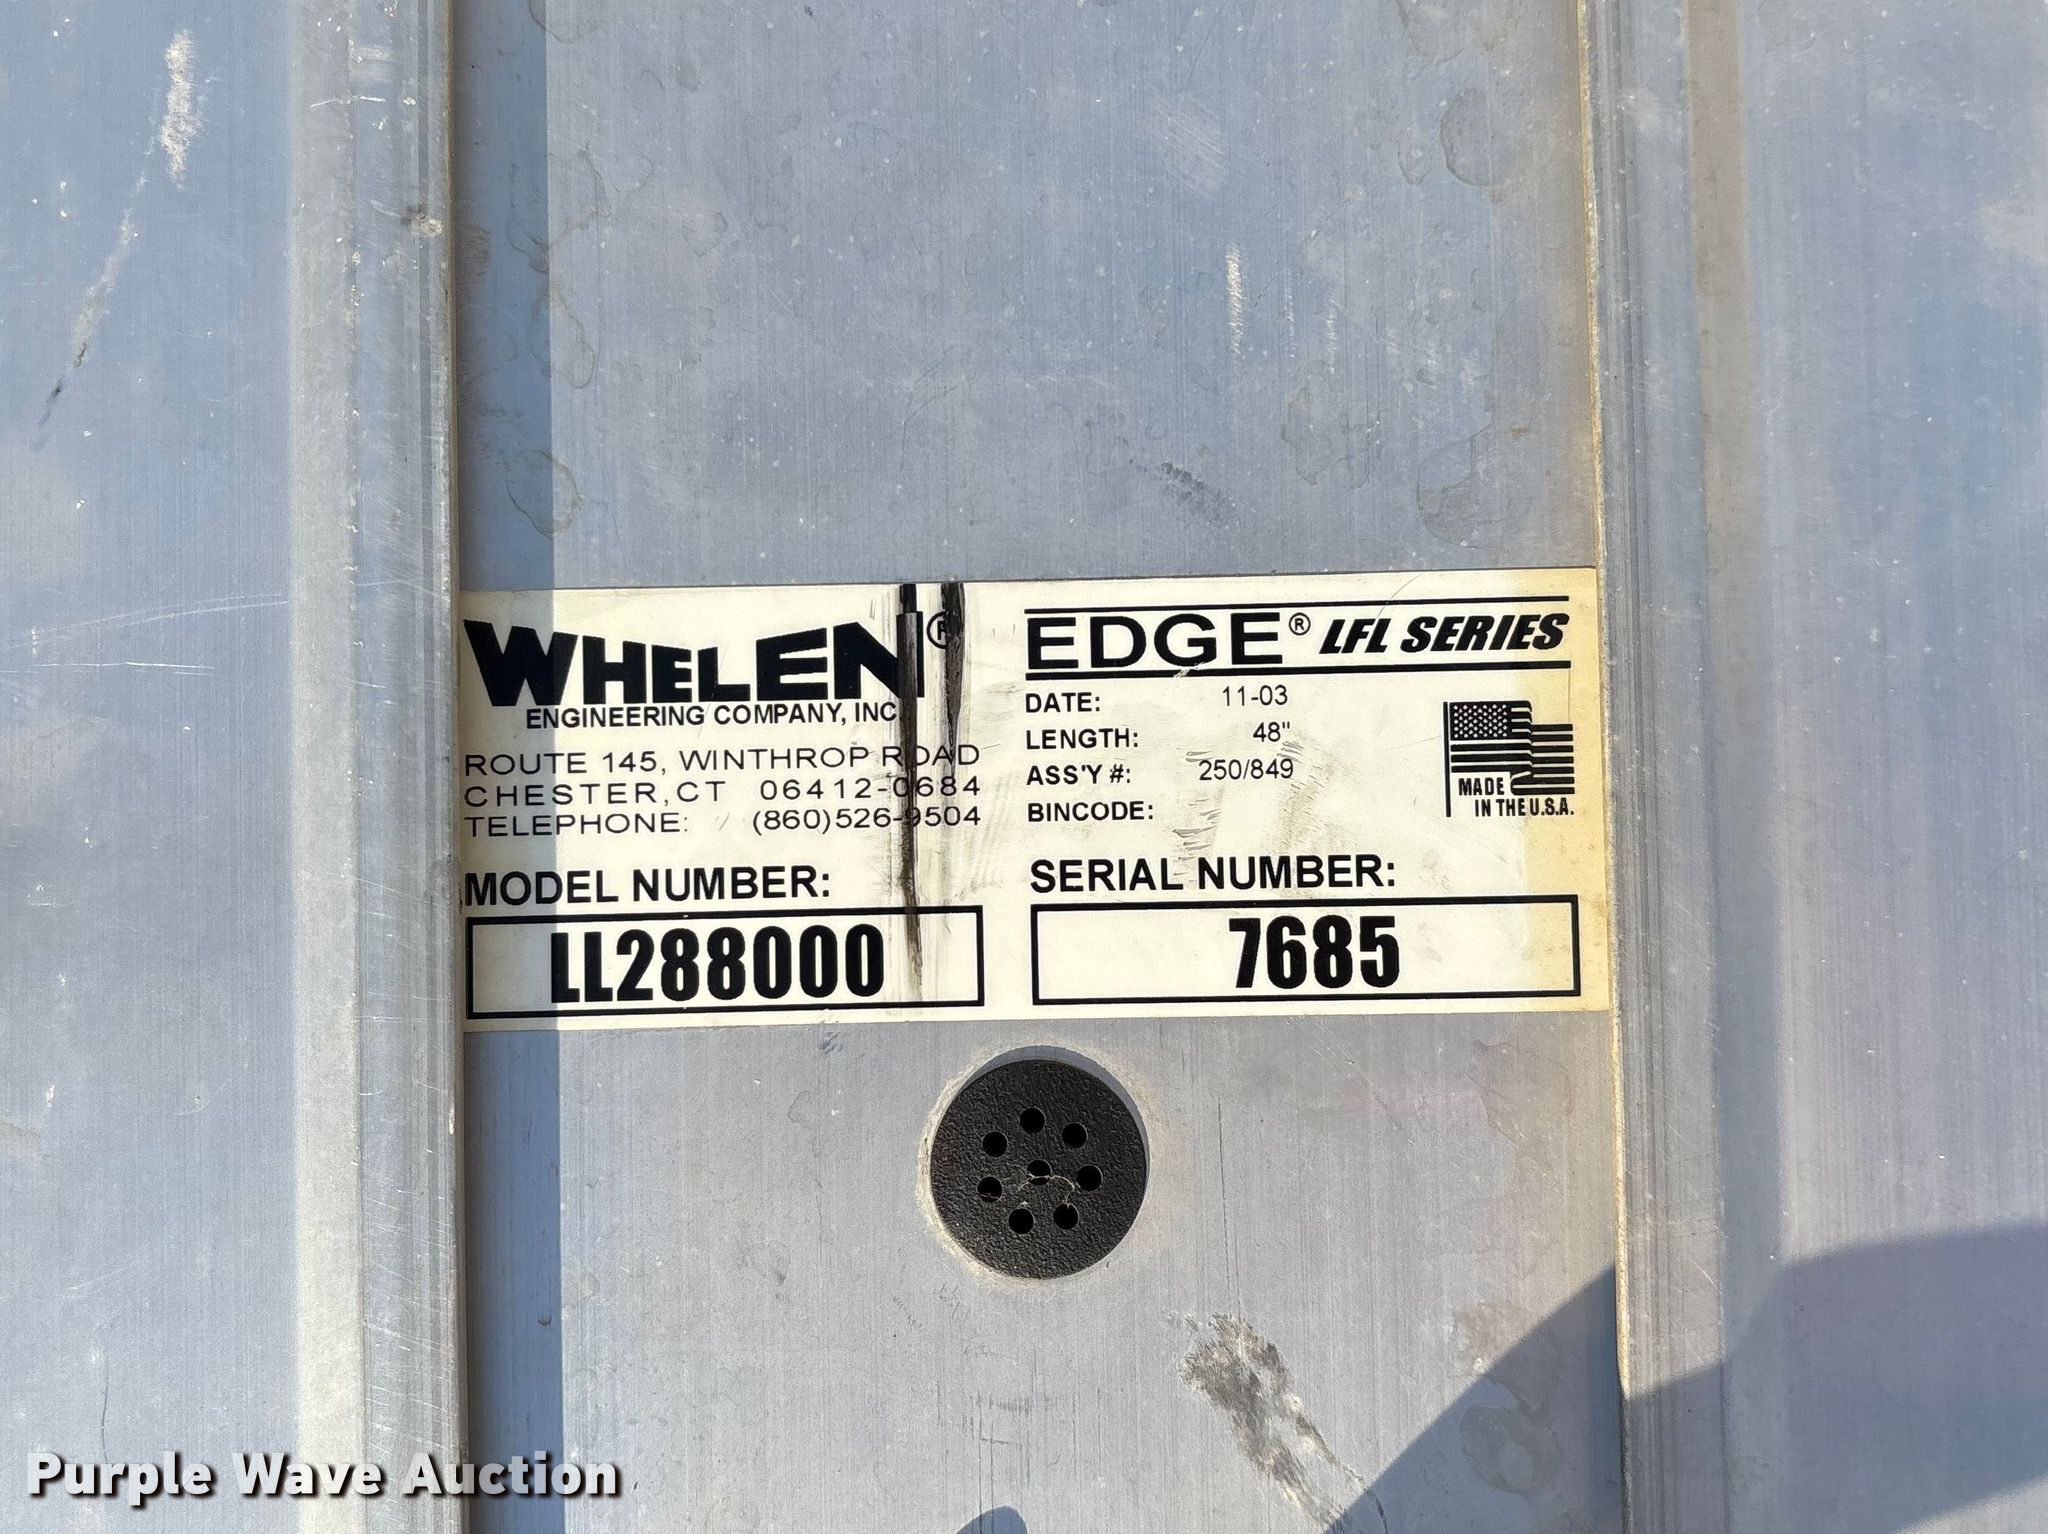 WHELEN®
ENGINEERING COMPANY, INC.
ROUTE 145, WINTHROP ROAD
CHESTER, CT 06412-0684
TELEPHONE: (860)526-9504
MODEL NUMBER:
LL288000
EDGE® LFL SERIES
DATE: 11-03
LENGTH: 48"
ASS'Y #: 250/849
BINCODE:
MADE
IN THE U.S.A.
SERIAL NUMBER:
7685
Purple Wave Auction